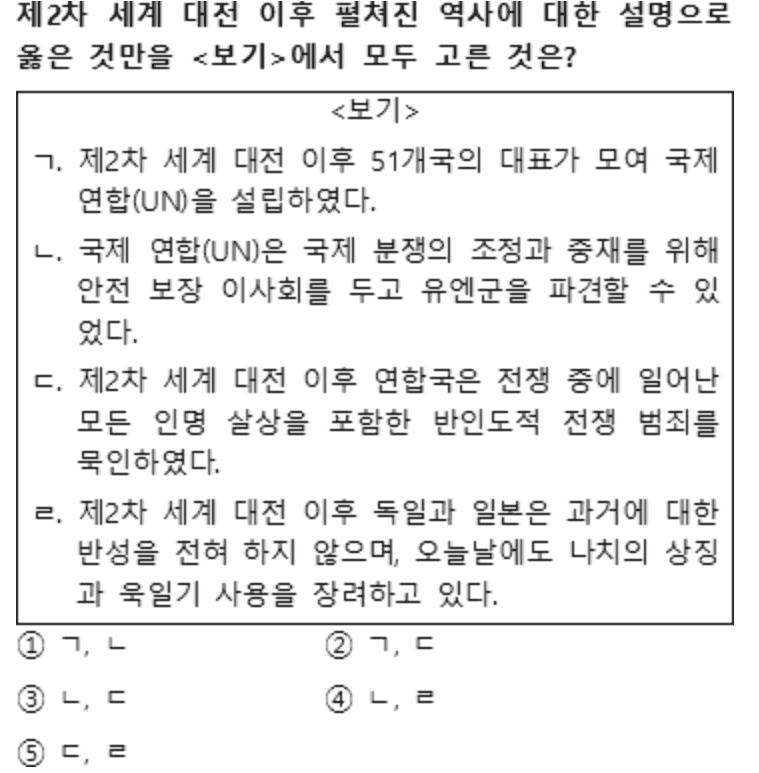 제2차 세계 대전 이후 펼쳐진 역사에 대한 설명으로
옳은 것만을 <보기>에서 모두 고른 것은?
<보기>
ㄱ. 제2차 세계 대전 이후 51개국의 대표가 모여 국제
연합(UN)을 설립하였다.
ㄴ. 국제 연합(UN)은 국제 분쟁의 조정과 중재를 위해
안전 보장 이사회를 두고 유엔군을 파견할 수 있
었다.
ㄷ. 제2차 세계 대전 이후 연합국은 전쟁 중에 일어난
모든 인명 살상을 포함한 반인도적 전쟁 범죄를
묵인하였다.
ㄹ. 제2차 세계 대전 이후 독일과 일본은 과거에 대한
반성을 전혀 하지 않으며, 오늘날에도 나치의 상징
과 욱일기 사용을 장려하고 있다.
① ㄱ, ㄴ ② ㄱ, ㄷ
③ ㄴ, ㄷ ④ ㄴ, ㄹ
⑤ ㄷ, ㄹ